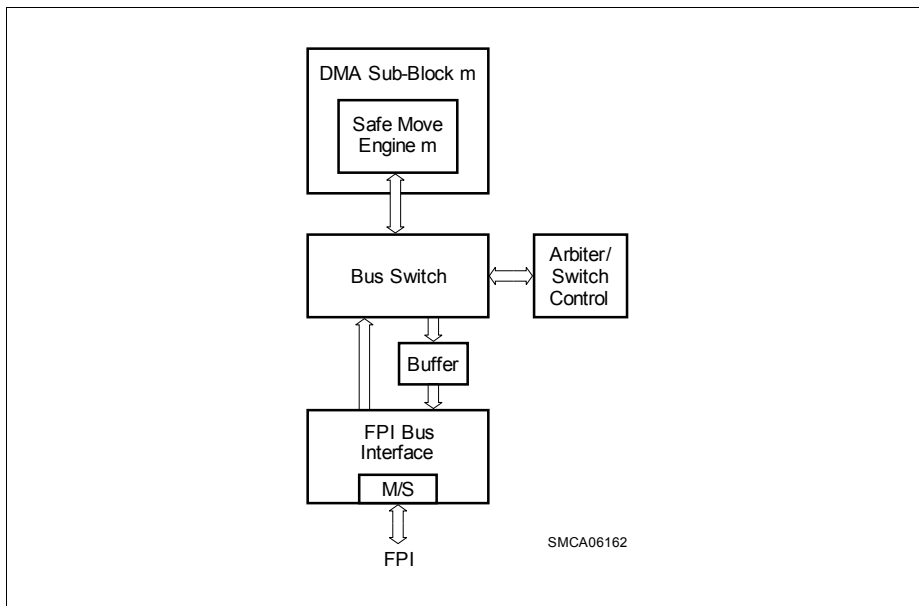 DMA Sub-Block m
Safe Move
Engine m
Bus Switch
Arbiter/
Switch
Control
Buffer
FPI Bus
Interface
M/S
FPI
SMCA06162